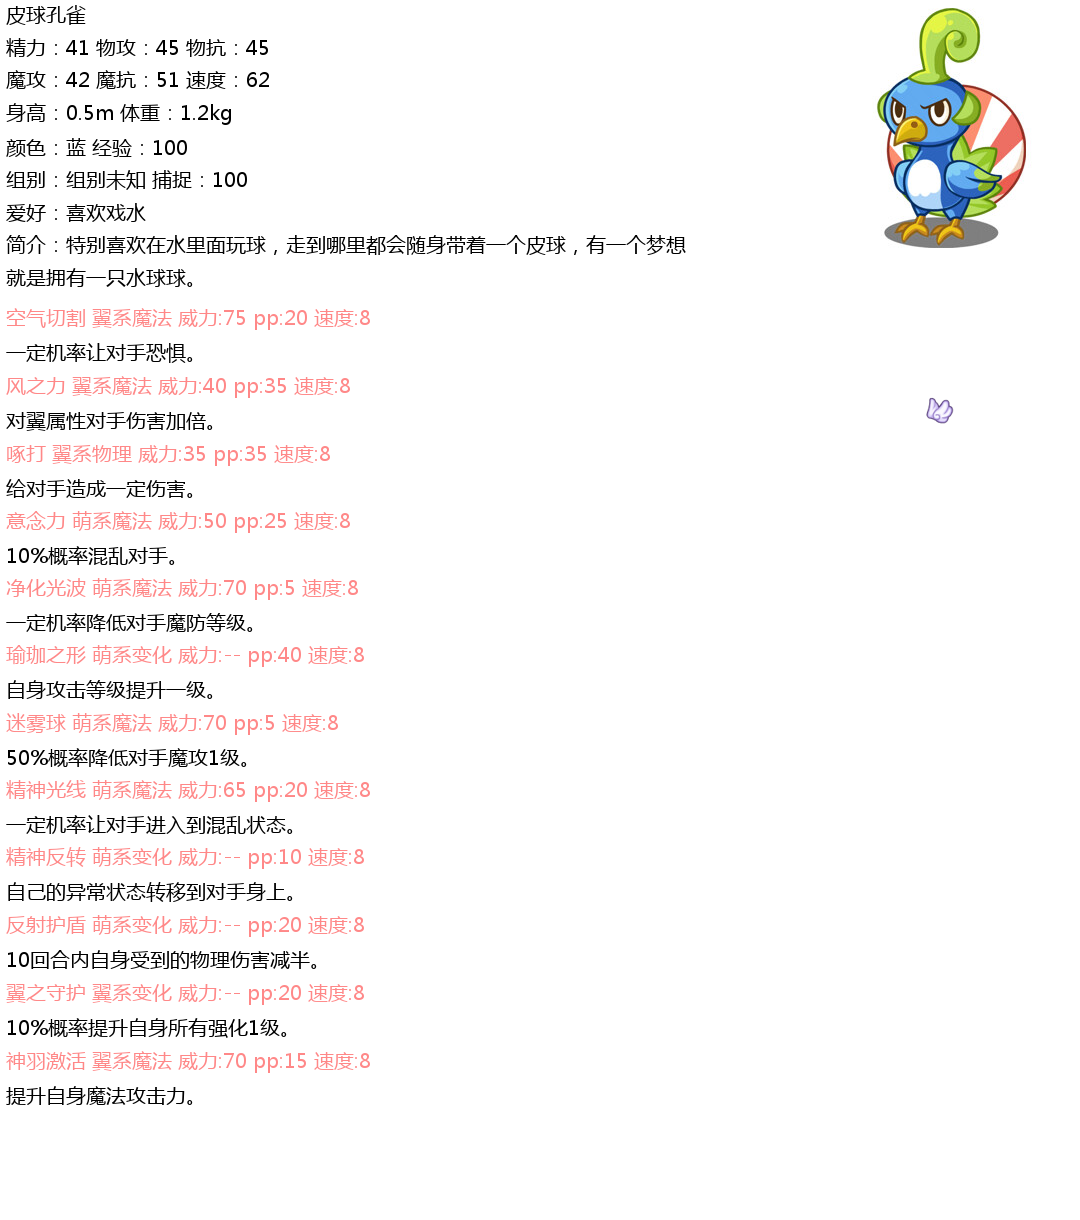 皮球孔雀
精力：41 物攻：45 物抗：45
魔攻：42 魔抗：51 速度：62
身高：0.5m 体重：1.2kg
颜色：蓝 经验：100
组别：组别未知 捕捉：100
爱好：喜欢戏水
简介：特别喜欢在水里面玩球，走到哪里都会随身带着一个皮球，有一个梦想
就是拥有一只水球球。
空气切割 翼系魔法 威力:75 pp:20 速度:8
一定机率让对手恐惧。
风之力 翼系魔法 威力:40 pp:35 速度:8
对翼属性对手伤害加倍。
啄打 翼系物理 威力:35 pp:35 速度:8
给对手造成一定伤害。
意念力 萌系魔法 威力:50 pp:25 速度:8
10%概率混乱对手。
净化光波 萌系魔法 威力:70 pp:5 速度:8
一定机率降低对手魔防等级。
瑜珈之形 萌系变化 威力:-- pp:40 速度:8
自身攻击等级提升一级。
迷雾球 萌系魔法 威力:70 pp:5 速度:8
50%概率降低对手魔攻1级。
精神光线 萌系魔法 威力:65 pp:20 速度:8
一定机率让对手进入到混乱状态。
精神反转 萌系变化 威力:-- pp:10 速度:8
自己的异常状态转移到对手身上。
反射护盾 萌系变化 威力:-- pp:20 速度:8
10回合内自身受到的物理伤害减半。
翼之守护 翼系变化 威力:-- pp:20 速度:8
10%概率提升自身所有强化1级。
神羽激活 翼系魔法 威力:70 pp:15 速度:8
提升自身魔法攻击力。